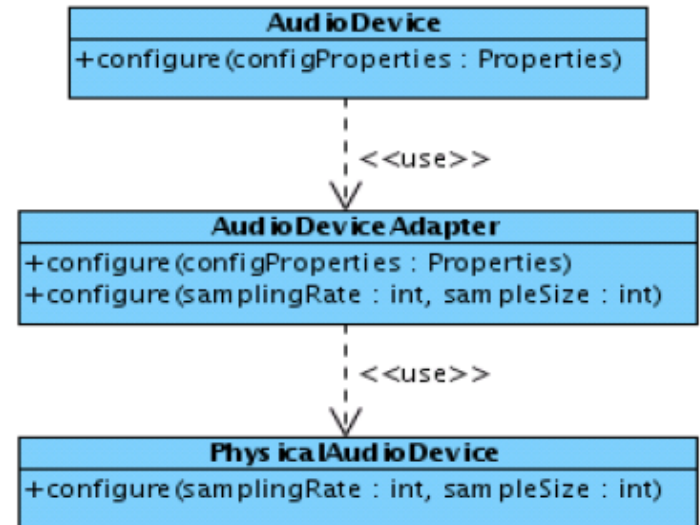 AudioDevice
+configure(configProperties : Properties)
<<use>>
AudioDeviceAdapter
+configure(configProperties : Properties)
+configure(samplingRate : int, sampleSize : int)
<<use>>
PhysicalAudioDevice
+configure(samplingRate : int, sampleSize : int)